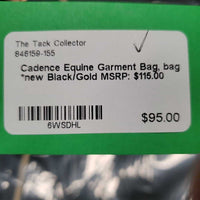 The Tack Collector
846159-155
Cadence Equine Garment Bag, bag
*new Black/Gold MSRP: $115.00
6WSDHL
$95.00